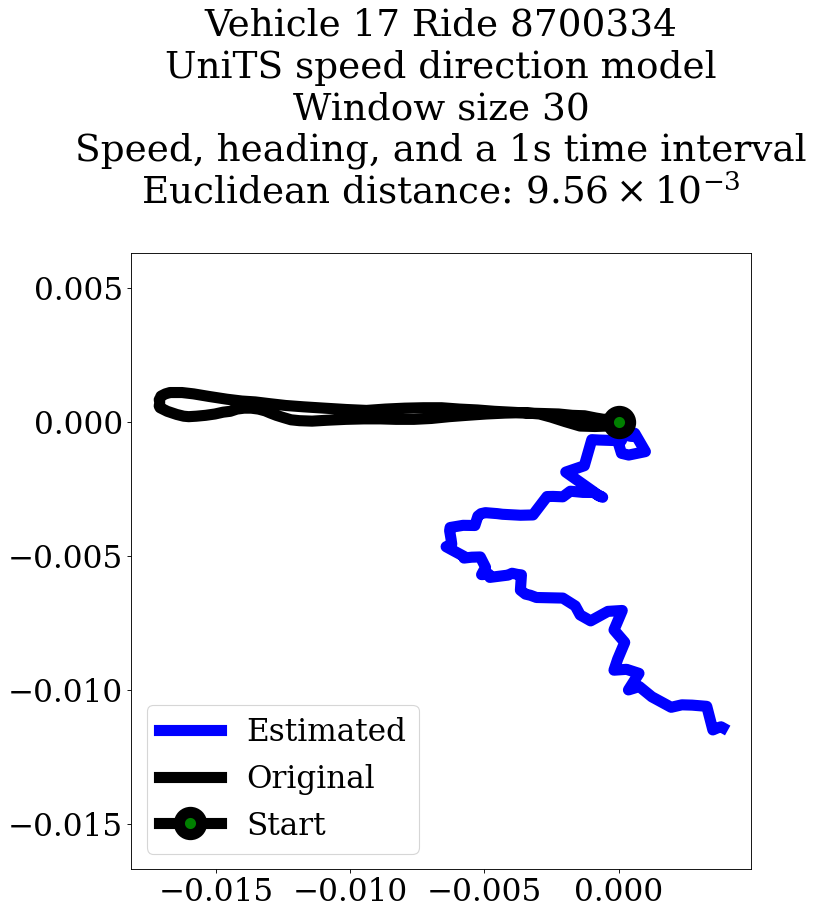 Vehicle 17 Ride 8700334
UniTS speed direction model
Window size 30
Speed, heading, and a 1s time interval
Euclidean distance: 9.56 × 10⁻³
0.005
0.000
−0.005
−0.010
−0.015
Estimated
Original
Start
−0.015 −0.010 −0.005 0.000